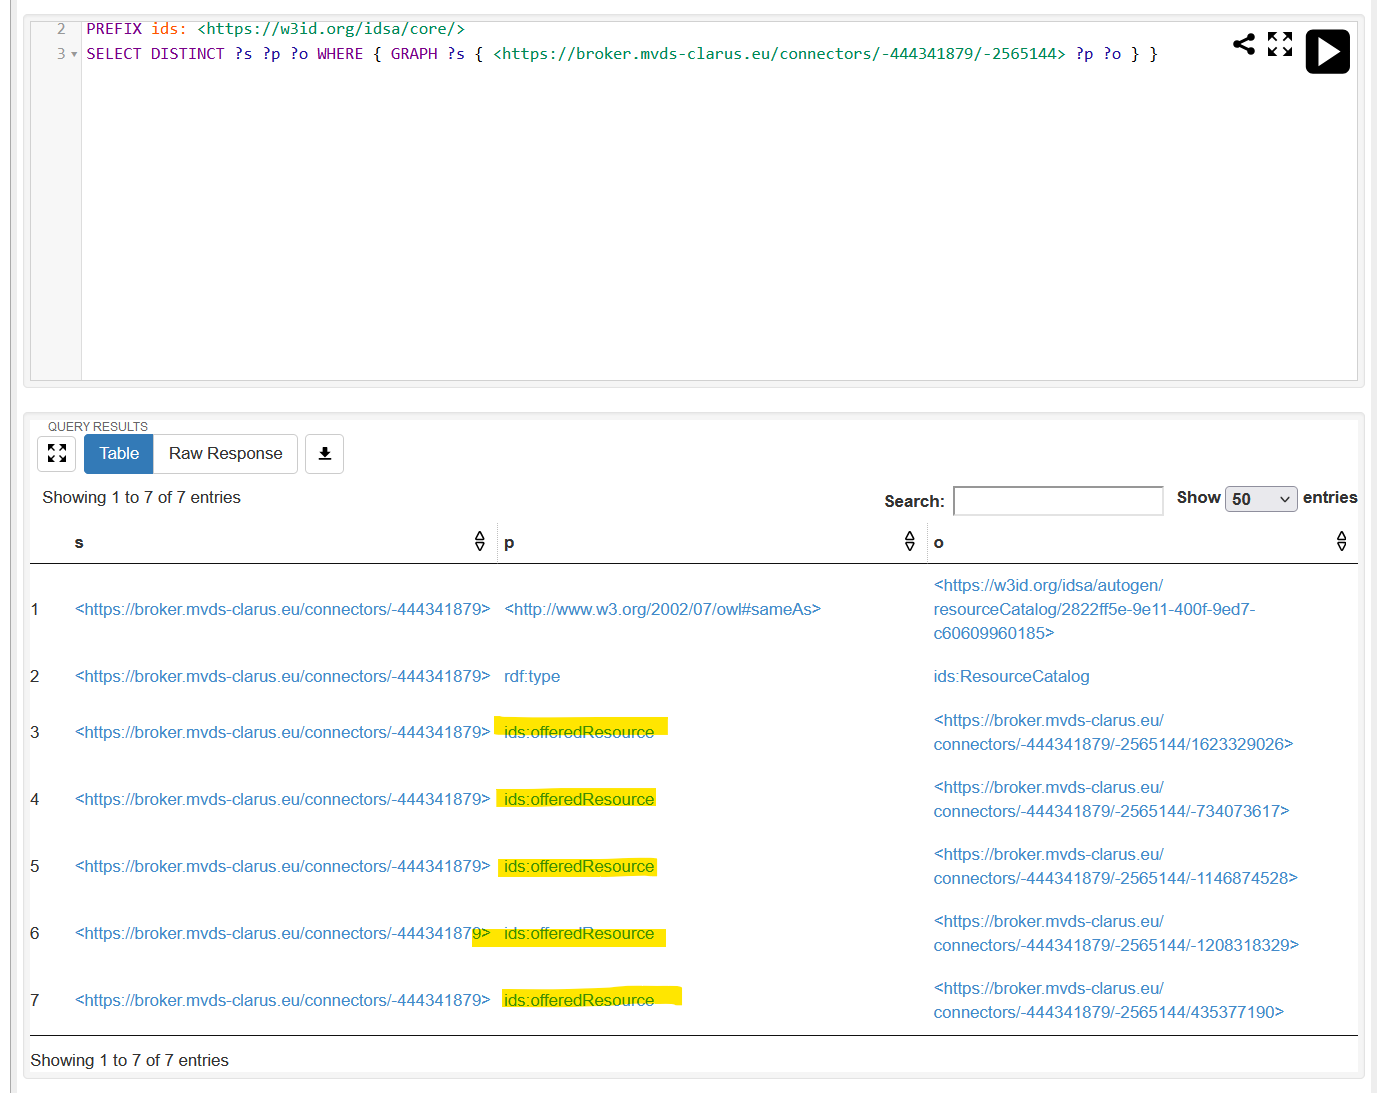 2 PREFIX ids: <https://w3id.org/idsa/core/>
3 SELECT DISTINCT ?s ?p ?o WHERE { GRAPH ?s { <https://broker.mvds-clarus.eu/connectors/-444341879/-2565144> ?p ?o } }
QUERY RESULTS
Table Raw Response
Showing 1 to 7 of 7 entries
Search: Show 50 entries
s p o
1 <https://broker.mvds-clarus.eu/connectors/-444341879> <http://www.w3.org/2002/07/owl#sameAs> <https://w3id.org/idsa/autogen/
resourceCatalog/2822ff5e-9e11-400f-9ed7-
c60609960185>
2 <https://broker.mvds-clarus.eu/connectors/-444341879> rdf:type ids:ResourceCatalog
3 <https://broker.mvds-clarus.eu/connectors/-444341879> ids:offeredResource <https://broker.mvds-clarus.eu/
connectors/-444341879/-2565144/1623329026>
4 <https://broker.mvds-clarus.eu/connectors/-444341879> ids:offeredResource <https://broker.mvds-clarus.eu/
connectors/-444341879/-2565144/-734073617>
5 <https://broker.mvds-clarus.eu/connectors/-444341879> ids:offeredResource <https://broker.mvds-clarus.eu/
connectors/-444341879/-2565144/-1146874528>
6 <https://broker.mvds-clarus.eu/connectors/-444341879> ids:offeredResource <https://broker.mvds-clarus.eu/
connectors/-444341879/-2565144/-1208318329>
7 <https://broker.mvds-clarus.eu/connectors/-444341879> ids:offeredResource <https://broker.mvds-clarus.eu/
connectors/-444341879/-2565144/435377190>
Showing 1 to 7 of 7 entries